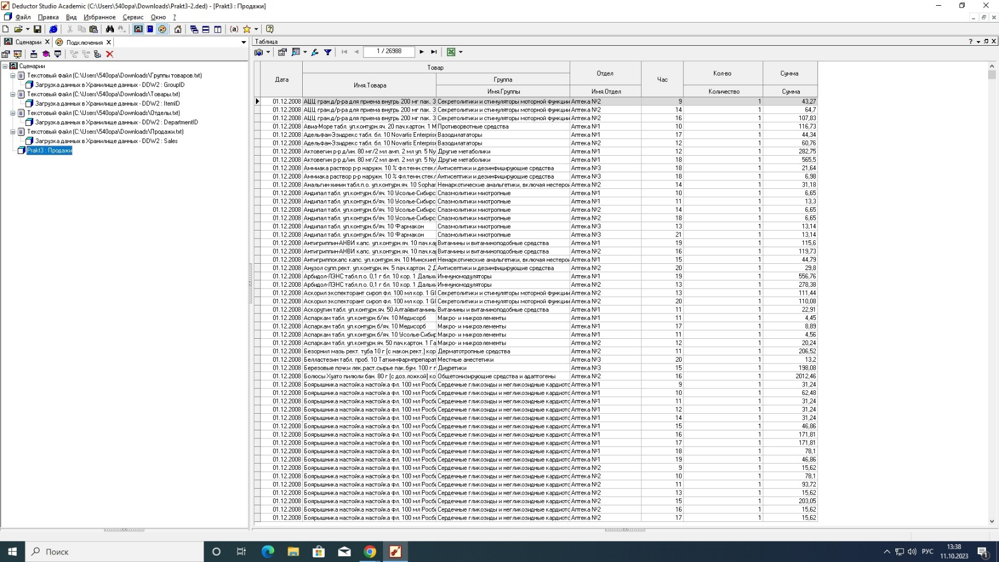 Deductor Studio Academic (C:\Users\540opa\Downloads\Prakt3-2.ded) - [Prakt3 : Продажи]
Файл Правка Вид Избранное Сервис Окно ?
Сценарии Подключения
Таблица
1 / 26988
Сценарии
Текстовый файл (C:\Users\540opa\Downloads\Группы товаров.txt)
Загрузка данных в Хранилище данных - DDW2 : GroupID
Текстовый файл (C:\Users\540opa\Downloads\Товары.txt)
Загрузка данных в Хранилище данных - DDW2 : ItemID
Текстовый файл (C:\Users\540opa\Downloads\Отделы.txt)
Загрузка данных в Хранилище данных - DDW2 : DepartmentID
Текстовый файл (C:\Users\540opa\Downloads\Продажи.txt)
Загрузка данных в Хранилище данных - DDW2 : Sales
Prakt3 : Продажи
Дата Товар Отдел Час Кол-во Сумма
Имя.Товара Группа
Имя.Группы Имя.Отдел Количество Сумма
01.12.2008 АЦЦ гран.д/р-ра для приема внутрь 200 мг пак. 3 Секретолитики и стимуляторы моторной функции Аптека №2 9 1 43,27
01.12.2008 АЦЦ гран.д/р-ра для приема внутрь 200 мг пак. 3 Секретолитики и стимуляторы моторной функции Аптека №2 14 1 64,7
01.12.2008 АЦЦ гран.д/р-ра для приема внутрь 200 мг пак. 3 Секретолитики и стимуляторы моторной функции Аптека №2 16 1 107,83
01.12.2008 Авиа-Море табл. уп.контурн.яч. 20 пач.картон. 1 М Противорвотные средства Аптека №1 10 1 116,73
01.12.2008 Адельфан-Эзидрекс табл. бл. 10 Novartis Enterprise Вазодилататоры Аптека №1 17 1 44,34
01.12.2008 Адельфан-Эзидрекс табл. бл. 10 Novartis Enterprise Вазодилататоры Аптека №2 12 1 60,76
01.12.2008 Актовегин р-р д/ин. 80 мг/2 мл амп. 2 мл уп. 5 Ny Другие метаболики Аптека №1 12 1 282,75
01.12.2008 Актовегин р-р д/ин. 80 мг/2 мл амп. 2 мл уп. 5 Ny Другие метаболики Аптека №1 18 1 565,5
01.12.2008 Аммиака раствор р-р наружн. 10 % фл.темн.стек Антисептики и дезинфицирующие средства Аптека №3 18 1 21,64
01.12.2008 Аммиака раствор р-р наружн. 10 % фл.темн.стек Антисептики и дезинфицирующие средства Аптека №3 18 1 6,98
01.12.2008 Анальгин-хинин табл.п.о. уп.контурн.яч. 10 Sophar Ненаркотические анальгетики, включая нестерои Аптека №2 14 1 31,18
01.12.2008 Андипал табл. уп.контурн.б/яч. 10 Усолье-Сибирс Спазмолитики миотропные Аптека №1 10 1 6,65
01.12.2008 Андипал табл. уп.контурн.б/яч. 10 Усолье-Сибирс Спазмолитики миотропные Аптека №1 11 1 13,3
01.12.2008 Андипал табл. уп.контурн.б/яч. 10 Усолье-Сибирс Спазмолитики миотропные Аптека №2 14 1 6,65
01.12.2008 Андипал табл. уп.контурн.б/яч. 10 Усолье-Сибирс Спазмолитики миотропные Аптека №2 18 1 6,65
01.12.2008 Андипал табл. уп.контурн.б/яч. 10 Фармакон Спазмолитики миотропные Аптека №3 13 1 13,14
01.12.2008 Андипал табл. уп.контурн.б/яч. 10 Фармакон Спазмолитики миотропные Аптека №3 21 1 13,14
01.12.2008 Антигриппин-АНВИ капс. уп.контурн.яч. 10 пач.ка Витамины и витаминоподобные средства Аптека №1 19 1 115,6
01.12.2008 Антигриппин-АНВИ капс. уп.контурн.яч. 10 пач.ка Витамины и витаминоподобные средства Аптека №2 16 1 119,73
01.12.2008 Антигриппокапс капс. уп.контурн.яч. 10 Минскинт Ненаркотические анальгетики, включая нестерои Аптека №1 15 1 44,79
01.12.2008 Анузол супп.рект. уп.контурн.яч. 5 пач.картон. 2 Д Антисептики и дезинфицирующие средства Аптека №2 20 1 29,8
01.12.2008 Арбидол-ЛЭНС табл.п.о. 0,1 г бл. 10 кор. 1 Дальхи Иммуномодуляторы Аптека №1 19 1 556,76
01.12.2008 Арбидол-ЛЭНС табл.п.о. 0,1 г бл. 10 кор. 1 Дальхи Иммуномодуляторы Аптека №2 13 1 278,38
01.12.2008 Аскорил экспекторант сироп фл. 100 мл кор. 1 Gl Секретолитики и стимуляторы моторной функции Аптека №2 13 1 111,44
01.12.2008 Аскорил экспекторант сироп фл. 100 мл кор. 1 Gl Секретолитики и стимуляторы моторной функции Аптека №2 20 1 110,08
01.12.2008 Аскорутин табл. уп.контурн.яч. 50 Алтайвитамины Витамины и витаминоподобные средства Аптека №1 11 1 22,91
01.12.2008 Аспаркам табл. уп.контурн.б/яч. 10 Медисорб Макро- и микроэлементы Аптека №1 11 1 4,45
01.12.2008 Аспаркам табл. уп.контурн.б/яч. 10 Медисорб Макро- и микроэлементы Аптека №1 17 1 8,89
01.12.2008 Аспаркам табл. уп.контурн.б/яч. 10 Усолье-Сибир Макро- и микроэлементы Аптека №1 11 1 4,56
01.12.2008 Аспаркам табл. уп.контурн.яч. 50 пач.картон. 1 Га Макро- и микроэлементы Аптека №2 12 1 20,24
01.12.2008 Безорнил мазь рект. туба 10 г [с након.рект.] кор Дерматотропные средства Аптека №2 11 1 206,52
01.12.2008 Белластезин табл. проб. 10 Татхимфармпрепарат Местные анестетики Аптека №3 20 1 13,2
01.12.2008 Березовые почки лек.раст.сырье пак.бум. 100 г п Диуретики Аптека №3 15 1 198,08
01.12.2008 Болюсы Хуато пилюли бан. 80 г [с доз.ложкой] ко Общетонизирующие средства и адаптогены Аптека №2 16 1 2012,46
01.12.2008 Боярышника настойка настойка фл. 100 мл Росби Сердечные гликозиды и негликозидные кардиото Аптека №1 9 1 31,24
01.12.2008 Боярышника настойка настойка фл. 100 мл Росби Сердечные гликозиды и негликозидные кардиото Аптека №1 10 1 62,48
01.12.2008 Боярышника настойка настойка фл. 100 мл Росби Сердечные гликозиды и негликозидные кардиото Аптека №1 11 1 31,24
01.12.2008 Боярышника настойка настойка фл. 100 мл Росби Сердечные гликозиды и негликозидные кардиото Аптека №1 12 1 31,24
01.12.2008 Боярышника настойка настойка фл. 100 мл Росби Сердечные гликозиды и негликозидные кардиото Аптека №1 14 1 31,24
01.12.2008 Боярышника настойка настойка фл. 100 мл Росби Сердечные гликозиды и негликозидные кардиото Аптека №1 15 1 46,86
01.12.2008 Боярышника настойка настойка фл. 100 мл Росби Сердечные гликозиды и негликозидные кардиото Аптека №1 16 1 171,81
01.12.2008 Боярышника настойка настойка фл. 100 мл Росби Сердечные гликозиды и негликозидные кардиото Аптека №1 17 1 171,81
01.12.2008 Боярышника настойка настойка фл. 100 мл Росби Сердечные гликозиды и негликозидные кардиото Аптека №1 18 1 78,1
01.12.2008 Боярышника настойка настойка фл. 100 мл Росби Сердечные гликозиды и негликозидные кардиото Аптека №1 19 1 46,86
01.12.2008 Боярышника настойка настойка фл. 100 мл Росби Сердечные гликозиды и негликозидные кардиото Аптека №2 9 1 15,62
01.12.2008 Боярышника настойка настойка фл. 100 мл Росби Сердечные гликозиды и негликозидные кардиото Аптека №2 10 1 78,1
01.12.2008 Боярышника настойка настойка фл. 100 мл Росби Сердечные гликозиды и негликозидные кардиото Аптека №2 11 1 93,72
01.12.2008 Боярышника настойка настойка фл. 100 мл Росби Сердечные гликозиды и негликозидные кардиото Аптека №2 13 1 15,62
01.12.2008 Боярышника настойка настойка фл. 100 мл Росби Сердечные гликозиды и негликозидные кардиото Аптека №2 15 1 203,05
01.12.2008 Боярышника настойка настойка фл. 100 мл Росби Сердечные гликозиды и негликозидные кардиото Аптека №2 16 1 15,62
01.12.2008 Боярышника настойка настойка фл. 100 мл Росби Сердечные гликозиды и негликозидные кардиото Аптека №2 17 1 15,62
Поиск
РУС
13:38
11.10.2023
1